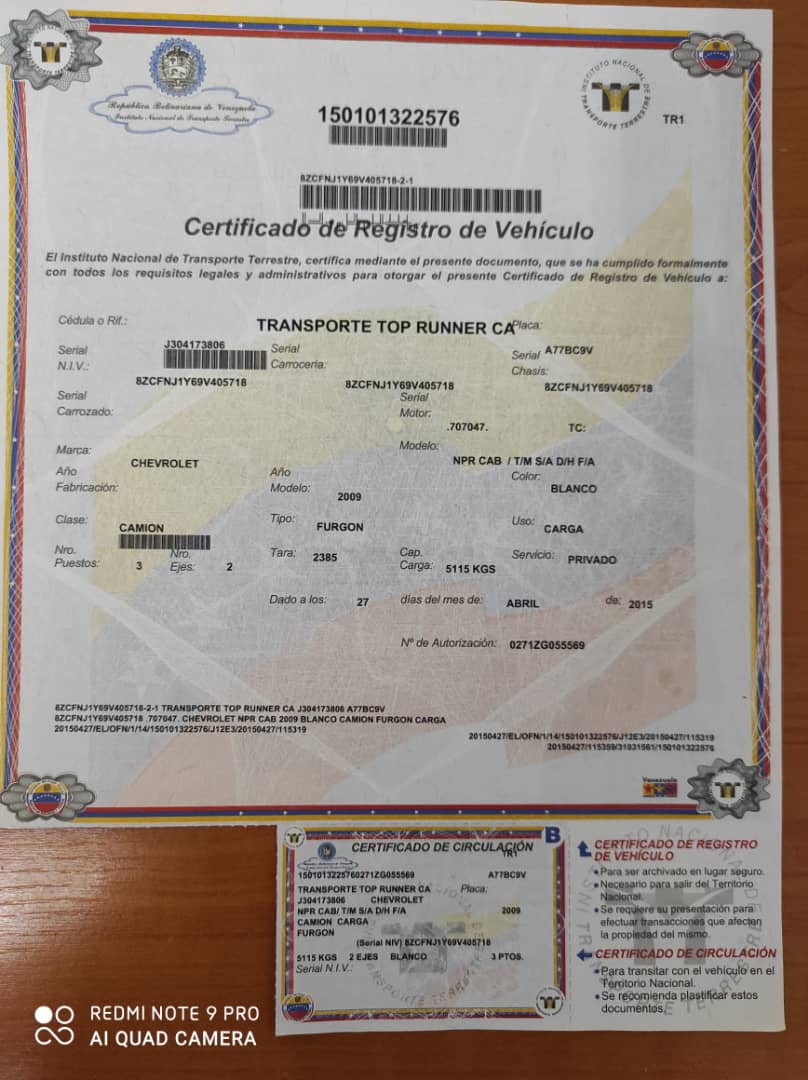 República Bolivariana de Venezuela
Instituto Nacional de Transporte Terrestre
150101322576
INSTITUTO NACIONAL DE TRANSPORTE TERRESTRE
TR1
8ZCFNJ1Y69V405718-2-1
Certificado de Registro de Vehículo
El Instituto Nacional de Transporte Terrestre, certifica mediante el presente documento, que se ha cumplido formalmente
con todos los requisitos legales y administrativos para otorgar el presente Certificado de Registro de Vehículo a:
Cédula o Rif.: TRANSPORTE TOP RUNNER CA Placa:
Serial N.I.V.: J304173806 Serial Carrocería: Serial Chasis: A77BC9V
8ZCFNJ1Y69V405718 8ZCFNJ1Y69V405718 8ZCFNJ1Y69V405718
Serial Carrozado: Serial Motor: .707047. TC:
Marca: CHEVROLET Modelo: NPR CAB / T/M S/A D/H F/A
Año Fabricación: Año Modelo: 2009 Color: BLANCO
Clase: CAMION Tipo: FURGON Uso: CARGA
Nro. Puestos: 3 Nro. Ejes: 2 Tara: 2385 Cap. Carga: 5115 KGS Servicio: PRIVADO
Dado a los: 27 días del mes de: ABRIL de: 2015
Nº de Autorización: 0271ZG055569
8ZCFNJ1Y69V405718-2-1 TRANSPORTE TOP RUNNER CA J304173806 A77BC9V
8ZCFNJ1Y69V405718 .707047. CHEVROLET NPR CAB 2009 BLANCO CAMION FURGON CARGA
20150427/EL/OFN/1/14/150101322576/J12E3/20150427/115319
20150427/EL/OFN/1/14/150101322576/J12E3/20150427/115319
20150427/115359/31031561/150101322576
Venezuela
B
CERTIFICADO DE CIRCULACIÓN
TR1
1501013225760271ZG055569 A77BC9V
TRANSPORTE TOP RUNNER CA Placa:
J304173806 CHEVROLET
NPR CAB/ T/M S/A D/H F/A 2009
CAMION CARGA
FURGON
(Serial NIV) 8ZCFNJ1Y69V405718
5115 KGS 2 EJES BLANCO 3 PTOS.
Serial N.I.V.:
CERTIFICADO DE REGISTRO
DE VEHÍCULO
• Para ser archivado en lugar seguro.
• Necesario para salir del Territorio
Nacional.
• Se requiere su presentación para
efectuar transacciones que afecten
la propiedad del mismo.
CERTIFICADO DE CIRCULACIÓN
• Para transitar con el vehículo en el
Territorio Nacional.
• Se recomienda plastificar estos
documentos.
REDMI NOTE 9 PRO
AI QUAD CAMERA